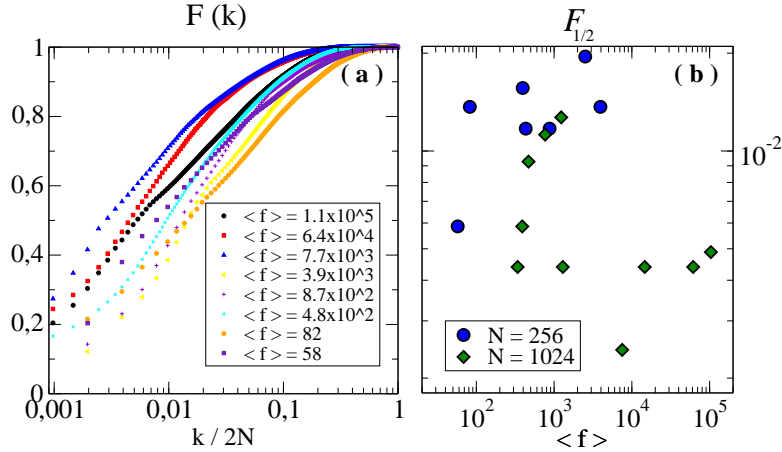 F (k)
1
0,8
0,6
0,4
0,2
0
0,001
0,01
0,1
1
k / 2N
( a )
< f > = 1.1x10^5
< f > = 6.4x10^4
< f > = 7.7x10^3
< f > = 3.9x10^3
< f > = 8.7x10^2
< f > = 4.8x10^2
< f > = 82
< f > = 58
F1/2
( b )
10-2
N = 256
N = 1024
10^2
10^3
10^4
10^5
< f >